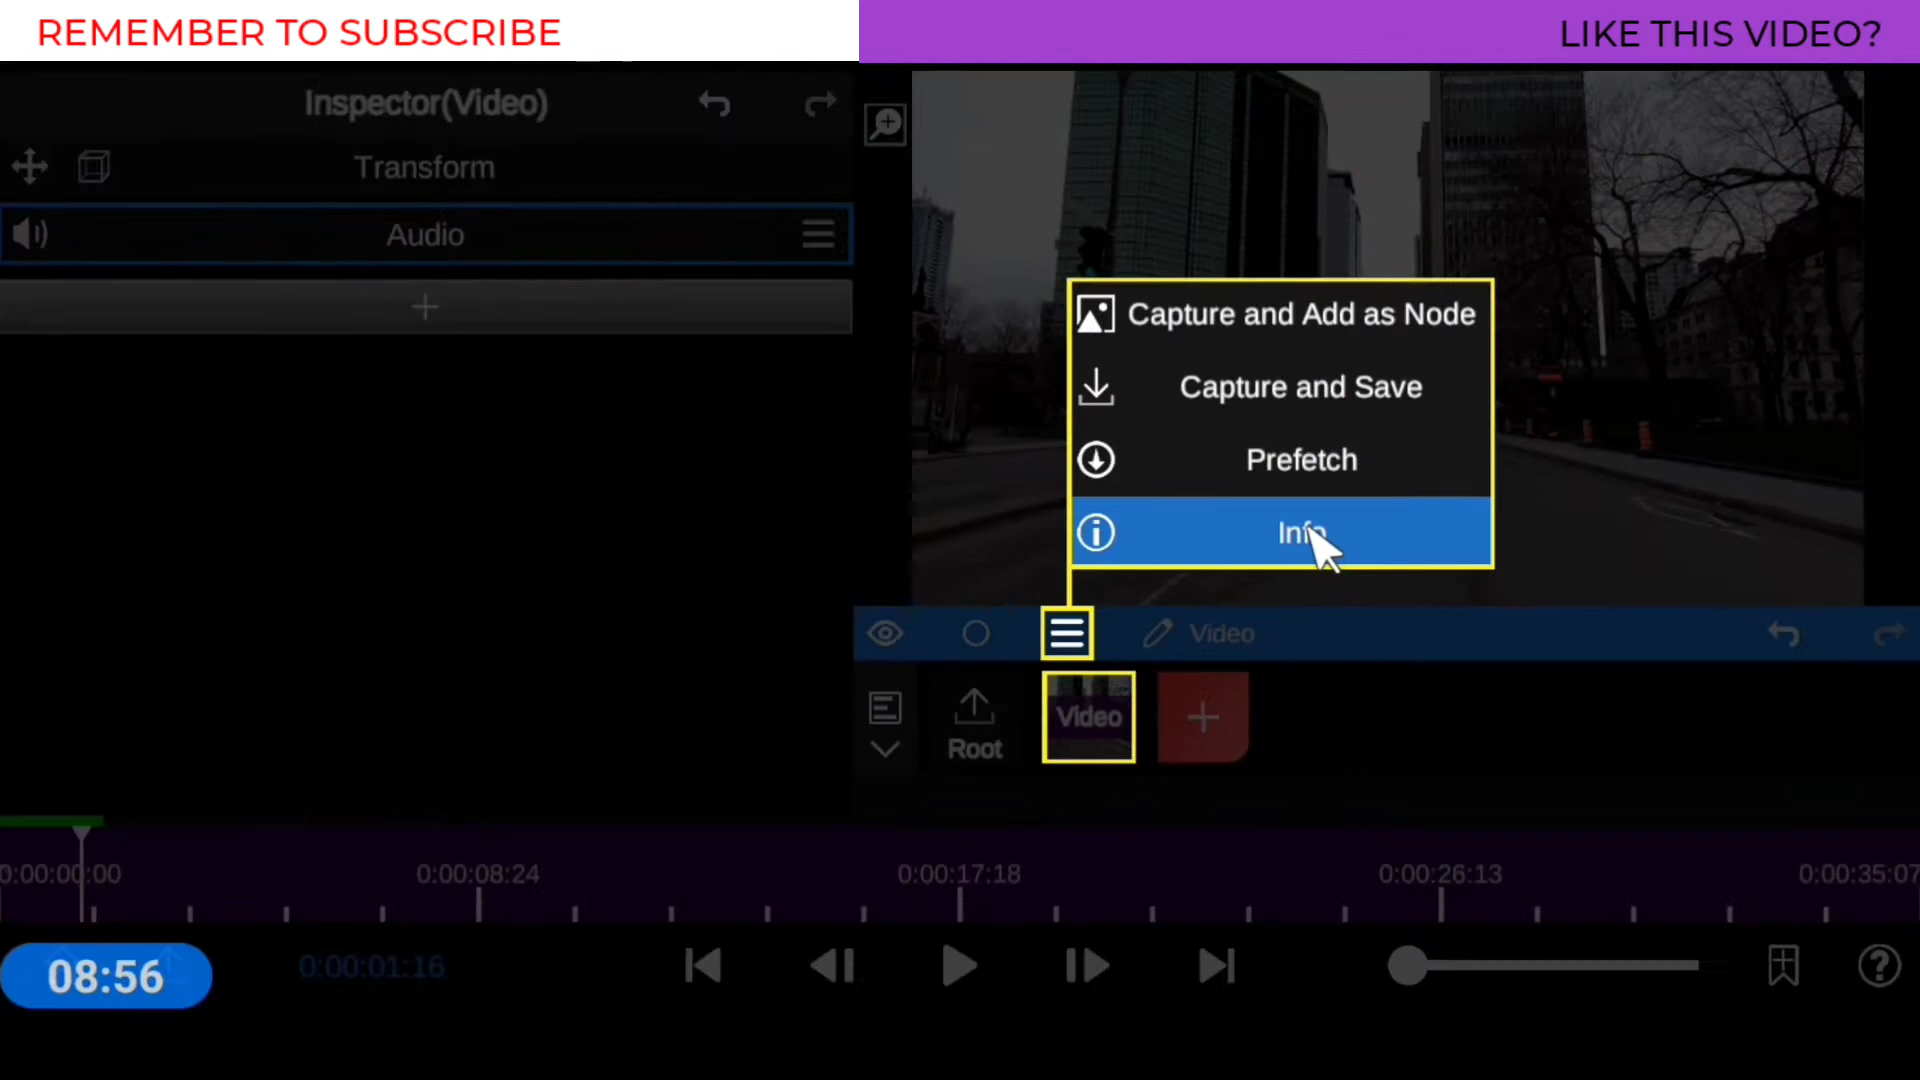 REMEMBER TO SUBSCRIBE
LIKE THIS VIDEO?
Inspector(Video)
Transform
Audio
Capture and Add as Node
Capture and Save
Prefetch
Info
Video
Video
Root
0:00:00:00
0:00:08:24
0:00:17:18
0:00:26:13
0:00:35:07
08:56
0:00:01:16